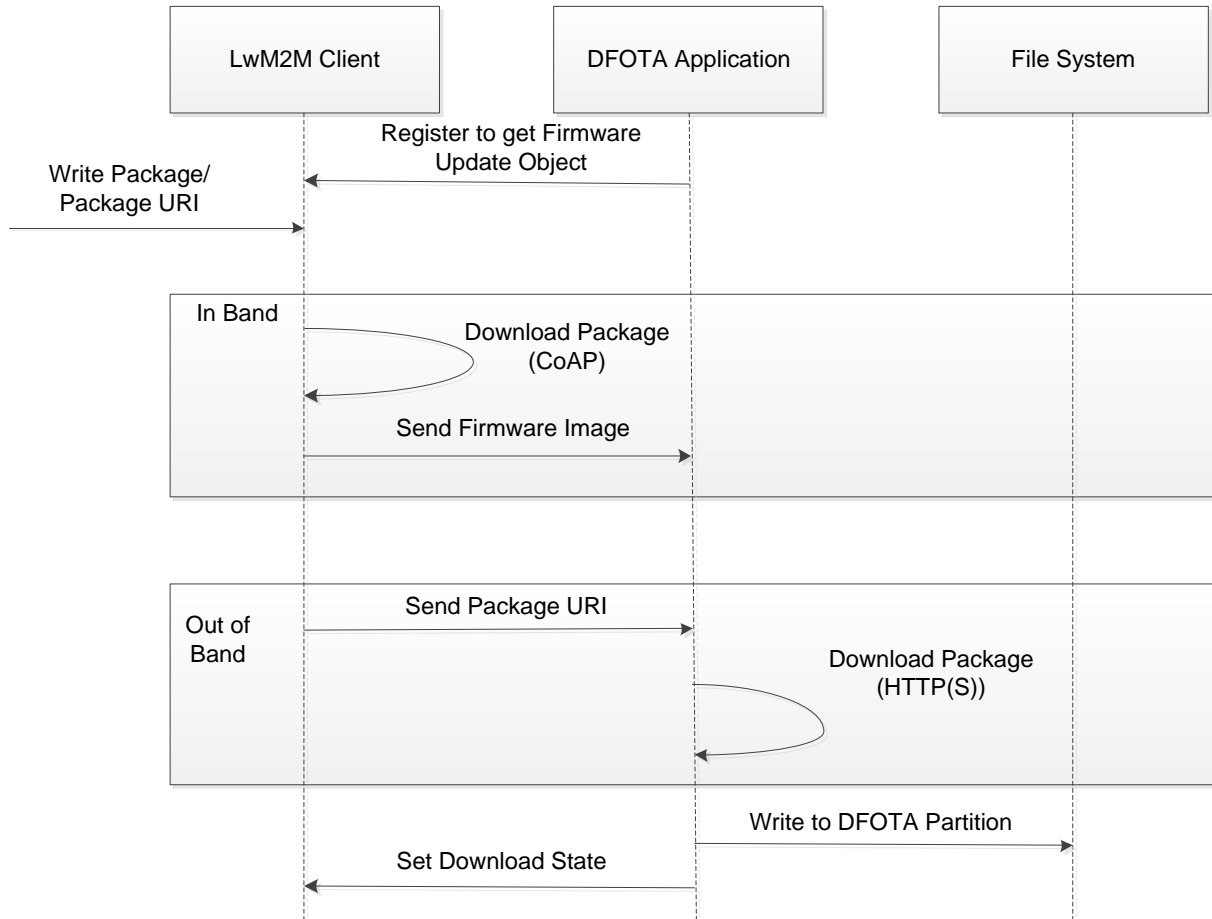 LwM2M Client
DFOTA Application
File System
Register to get Firmware
Update Object
Write Package/
Package URI
In Band
Download Package
(CoAP)
Send Firmware Image
Send Package URI
Out of
Band
Download Package
(HTTP(S))
Write to DFOTA Partition
Set Download State